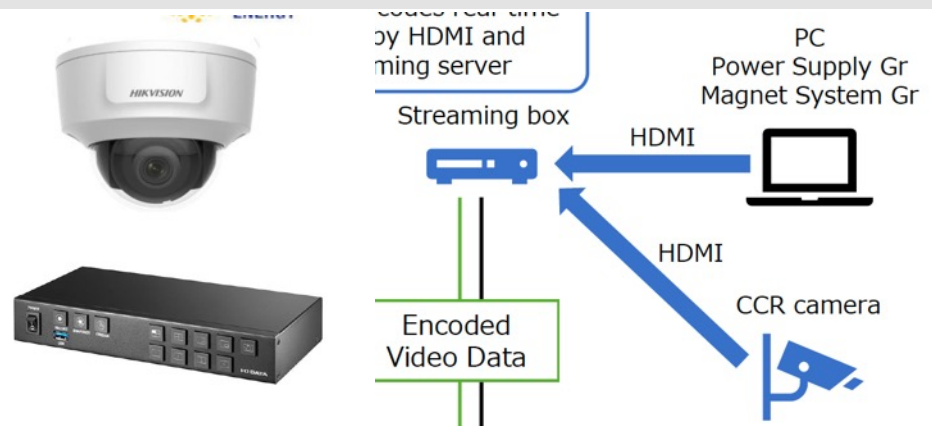 ENERGY
HIKVISION
I-O DATA
codes real-time
by HDMI and
ming server
Streaming box
HDMI
PC
Power Supply Gr
Magnet System Gr
HDMI
CCR camera
Encoded
Video Data